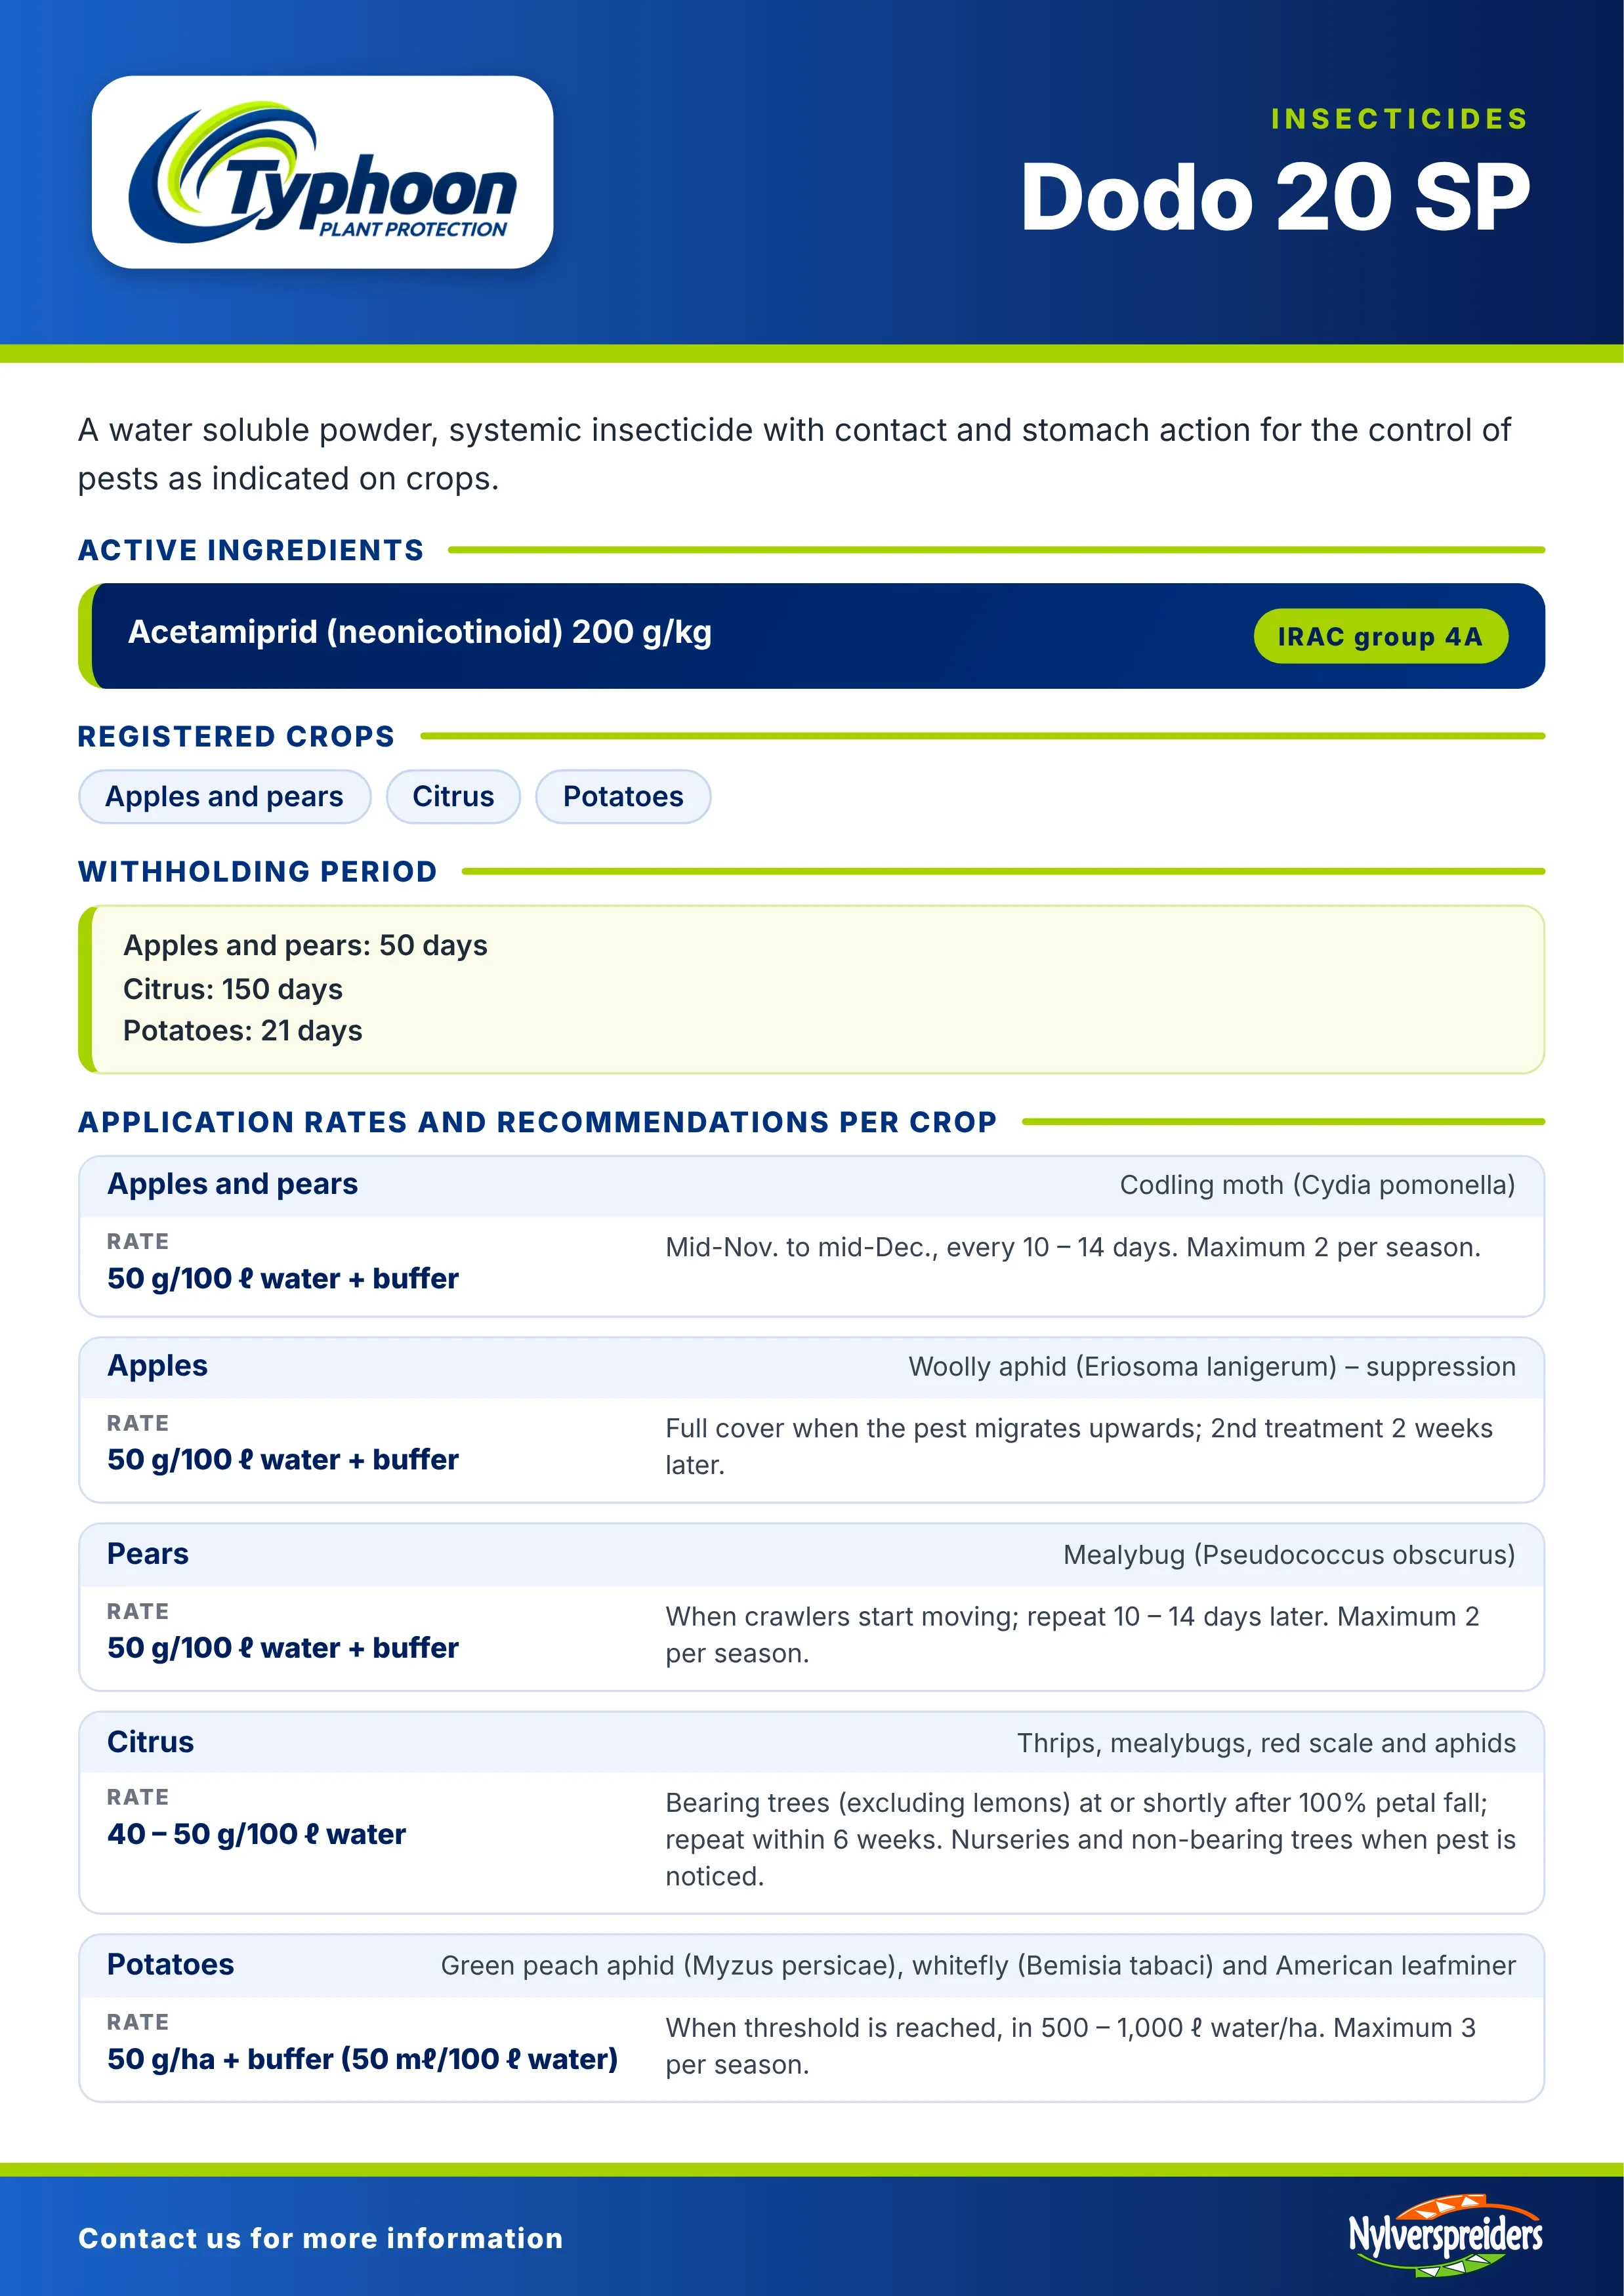 Typhoon
PLANT PROTECTION
INSECTICIDES
Dodo 20 SP
A water soluble powder, systemic insecticide with contact and stomach action for the control of
pests as indicated on crops.
ACTIVE INGREDIENTS
Acetamiprid (neonicotinoid) 200 g/kg
IRAC group 4A
REGISTERED CROPS
Apples and pears
Citrus
Potatoes
WITHHOLDING PERIOD
Apples and pears: 50 days
Citrus: 150 days
Potatoes: 21 days
APPLICATION RATES AND RECOMMENDATIONS PER CROP
Apples and pears
Codling moth (Cydia pomonella)
RATE
50 g/100 ℓ water + buffer
Mid-Nov. to mid-Dec., every 10 – 14 days. Maximum 2 per season.
Apples
Woolly aphid (Eriosoma lanigerum) – suppression
RATE
50 g/100 ℓ water + buffer
Full cover when the pest migrates upwards; 2nd treatment 2 weeks
later.
Pears
Mealybug (Pseudococcus obscurus)
RATE
50 g/100 ℓ water + buffer
When crawlers start moving; repeat 10 – 14 days later. Maximum 2
per season.
Citrus
Thrips, mealybugs, red scale and aphids
RATE
40 – 50 g/100 ℓ water
Bearing trees (excluding lemons) at or shortly after 100% petal fall;
repeat within 6 weeks. Nurseries and non-bearing trees when pest is
noticed.
Potatoes
Green peach aphid (Myzus persicae), whitefly (Bemisia tabaci) and American leafminer
RATE
50 g/ha + buffer (50 mℓ/100 ℓ water)
When threshold is reached, in 500 – 1,000 ℓ water/ha. Maximum 3
per season.
Contact us for more information
Nylverspreiders